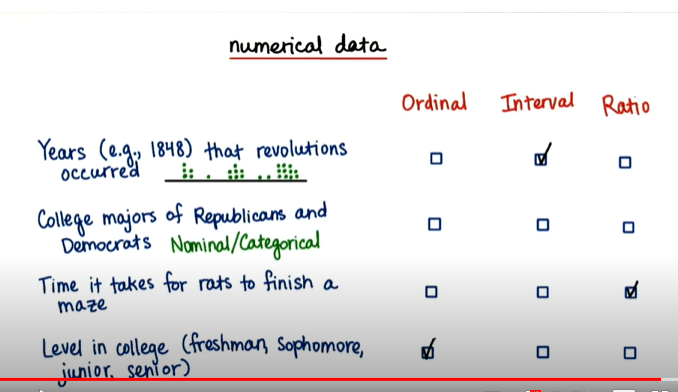 numerical data
Ordinal Interval Ratio
Years (e.g., 1848) that revolutions
occurred
College majors of Republicans and
Democrats Nominal/Categorical
Time it takes for rats to finish a
maze
Level in college (freshman, sophomore,
junior, senior)